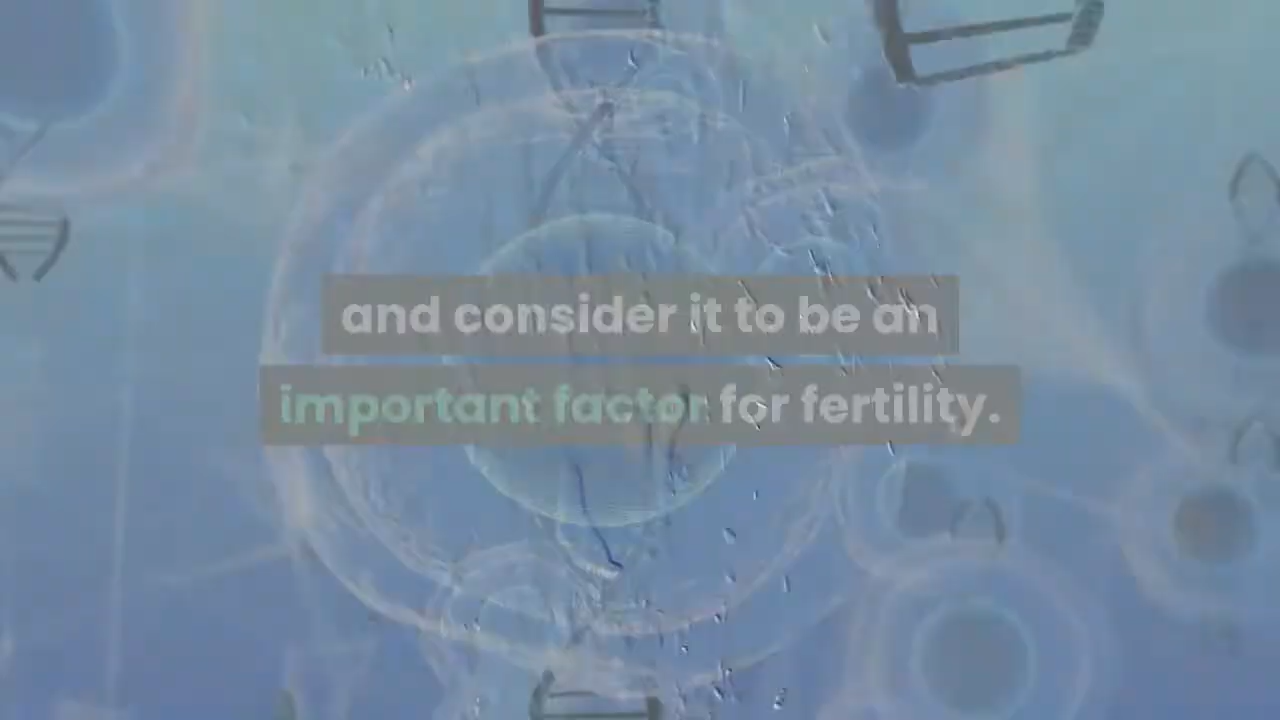 and consider it to be an
important factor for fertility.